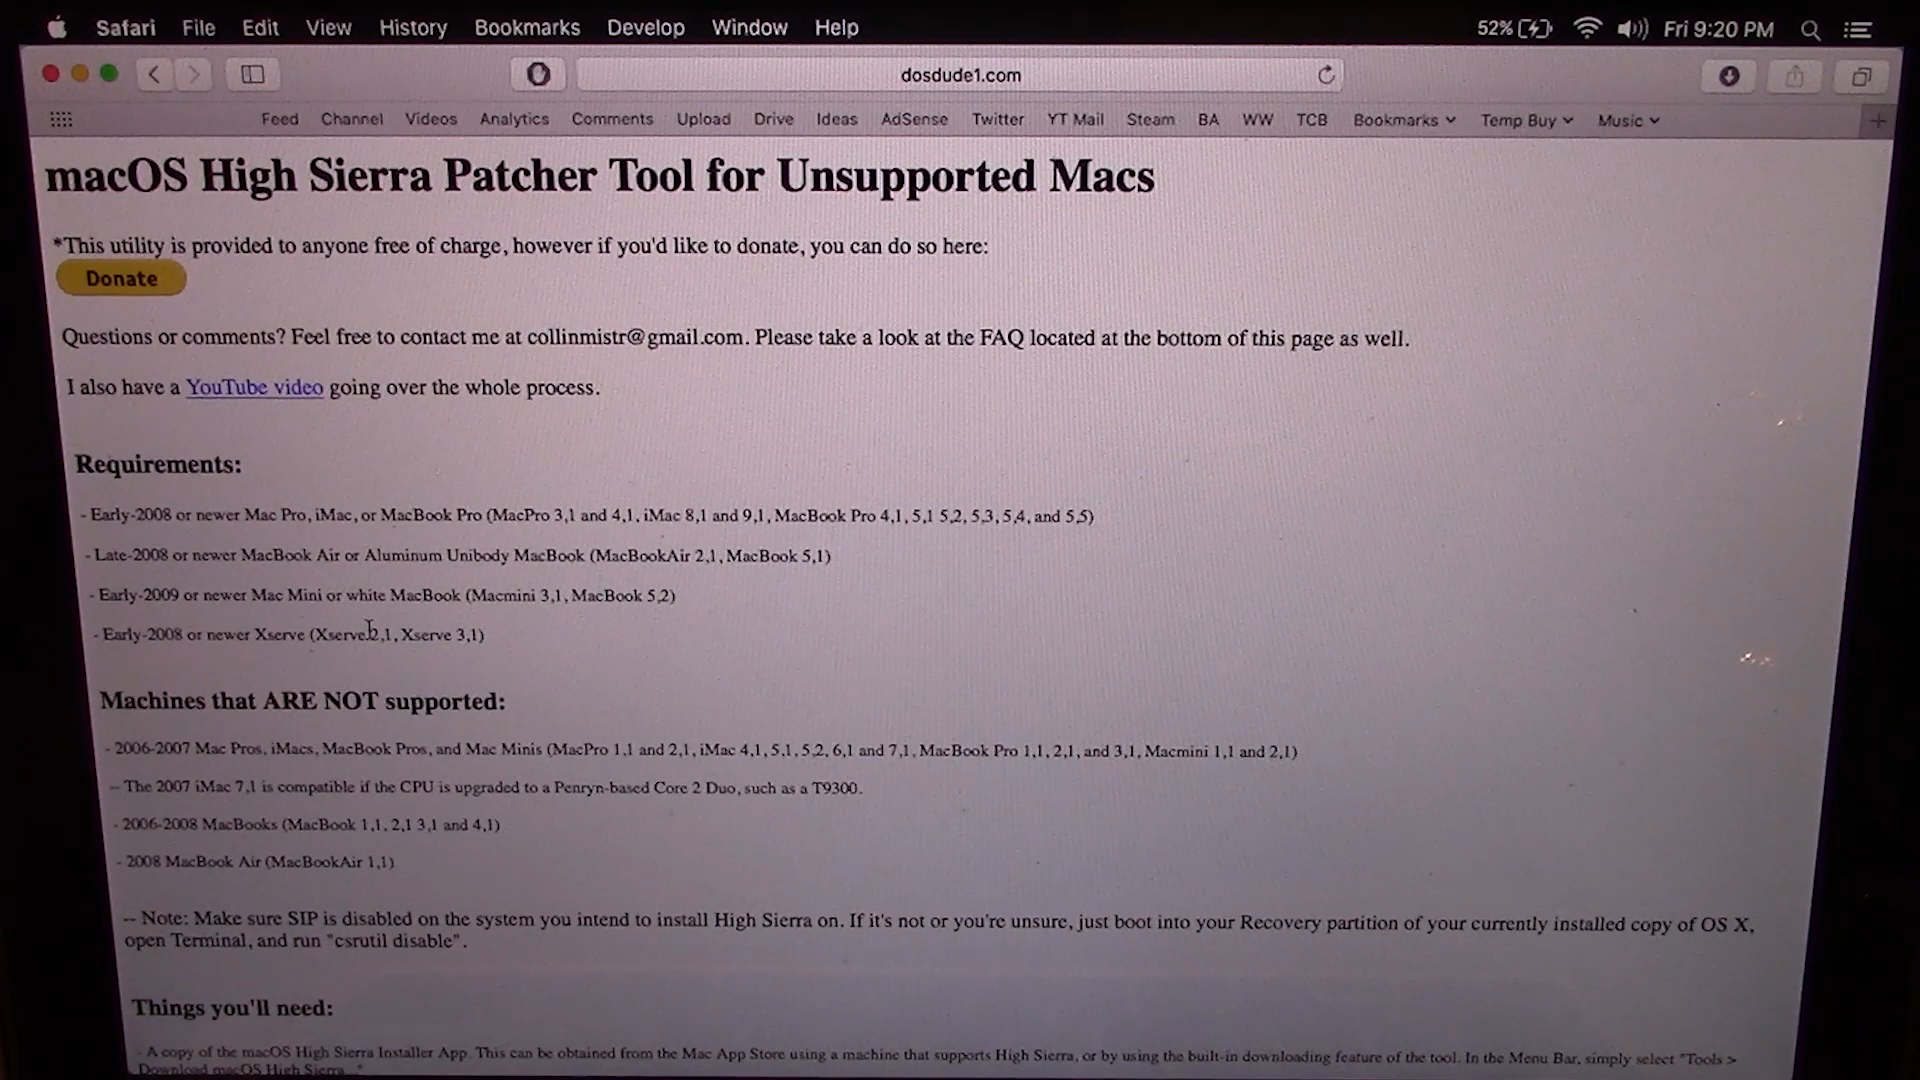 Safari File Edit View History Bookmarks Develop Window Help 52% Fri 9:20 PM
dosdude1.com
Feed Channel Videos Analytics Comments Upload Drive Ideas AdSense Twitter YT Mail Steam BA WW TCB Bookmarks Temp Buy Music
macOS High Sierra Patcher Tool for Unsupported Macs
*This utility is provided to anyone free of charge, however if you'd like to donate, you can do so here:
Donate
Questions or comments? Feel free to contact me at collinmistr@gmail.com. Please take a look at the FAQ located at the bottom of this page as well.
I also have a YouTube video going over the whole process.
Requirements:
- Early-2008 or newer Mac Pro, iMac, or MacBook Pro (MacPro 3,1 and 4,1, iMac 8,1 and 9,1, MacBook Pro 4,1, 5,1 5,2, 5,3, 5,4, and 5,5)
- Late-2008 or newer MacBook Air or Aluminum Unibody MacBook (MacBookAir 2,1, MacBook 5,1)
- Early-2009 or newer Mac Mini or white MacBook (Macmini 3,1, MacBook 5,2)
- Early-2008 or newer Xserve (Xserve 2,1, Xserve 3,1)
Machines that ARE NOT supported:
- 2006-2007 Mac Pros, iMacs, MacBook Pros, and Mac Minis (MacPro 1,1 and 2,1, iMac 4,1, 5,1, 5,2, 6,1 and 7,1, MacBook Pro 1,1, 2,1, and 3,1, Macmini 1,1 and 2,1)
-- The 2007 iMac 7,1 is compatible if the CPU is upgraded to a Penryn-based Core 2 Duo, such as a T9300.
- 2006-2008 MacBooks (MacBook 1,1, 2,1 3,1 and 4,1)
- 2008 MacBook Air (MacBookAir 1,1)
-- Note: Make sure SIP is disabled on the system you intend to install High Sierra on. If it's not or you're unsure, just boot into your Recovery partition of your currently installed copy of OS X,
open Terminal, and run "csrutil disable".
Things you'll need:
- A copy of the macOS High Sierra Installer App. This can be obtained from the Mac App Store using a machine that supports High Sierra, or by using the built-in downloading feature of the tool. In the Menu Bar, simply select "Tools >
Download macOS High Sierra..."